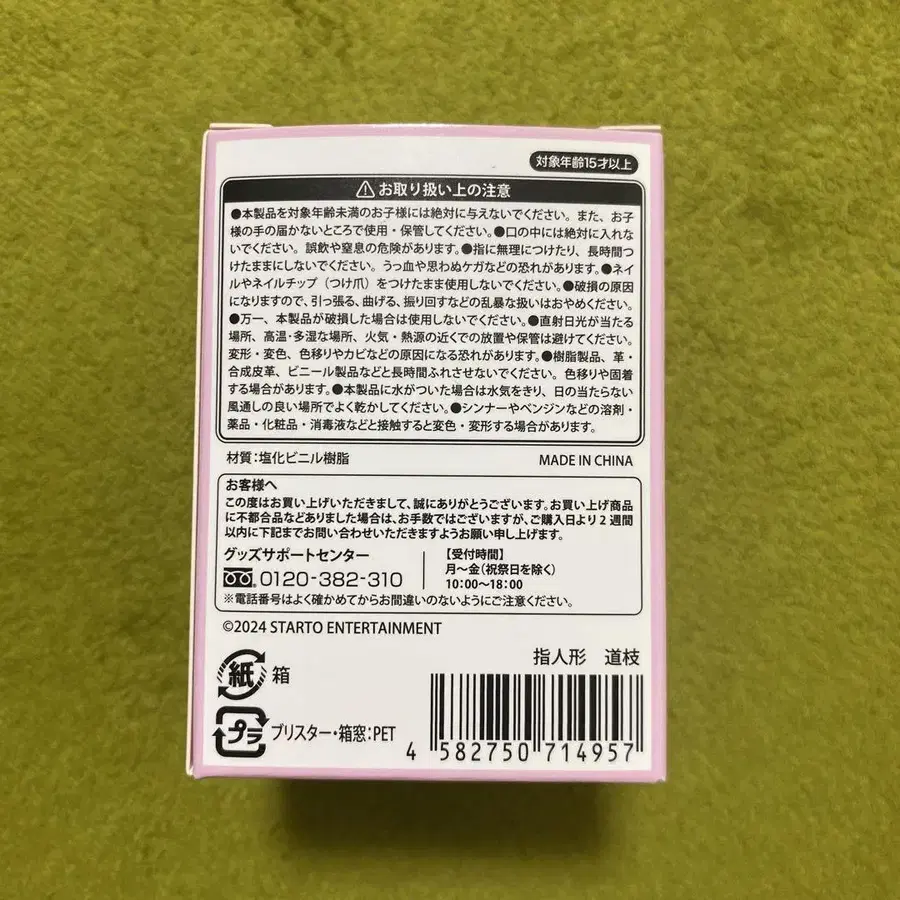 対象年齢15才以上
お取り扱い上の注意
●本製品を対象年齢未満のお子様には絶対に与えないでください。また、お子
様の手の届かないところで使用・保管してください。●口の中には絶対に入れな
いでください。誤飲や窒息の危険があります。●指に無理につけたり、長時間つ
けたままにしないでください。うっ血や思わぬケガなどの恐れがあります。●ネイ
ルやネイルチップ（つけ爪）をつけたまま使用しないでください。●破損の原因
になりますので、引っ張る、曲げる、振り回すなどの乱暴な扱いはおやめください。
●万一、本製品が破損した場合は使用しないでください。●直射日光が当たる
場所、高温・多湿な場所、火気・熱源の近くでの放置や保管は避けてください。
変形・変色、色移りやカビなどの原因になる恐れがあります。●樹脂製品、革・
合成皮革、ビニール製品などと長時間ふれさせないでください。色移りや固着
する場合があります。●本製品に水がついた場合は水気をきり、日の当たらない
風通しの良い場所でよく乾かしてください。●シンナーやベンジンなどの溶剤・
薬品・化粧品・消毒液などと接触すると変色・変形する場合があります。
材質：塩化ビニル樹脂 MADE IN CHINA
お客様へ
この度はお買い上げいただきまして、誠にありがとうございます。お買い上げ商品
に不都合品などありました場合は、お手数ではございますが、ご購入日より2週間
以内に下記までお問い合わせいただきますようお願い申し上げます。
グッズサポートセンター
0120-382-310
【受付時間】
月〜金（祝祭日を除く）
10:00〜18:00
※電話番号はよく確かめてからお間違いのないようにご注意ください。
©2024 STARTO ENTERTAINMENT
指人形 道枝
紙 箱
プラ ブリスター・箱窓：PET
4 582750 714957